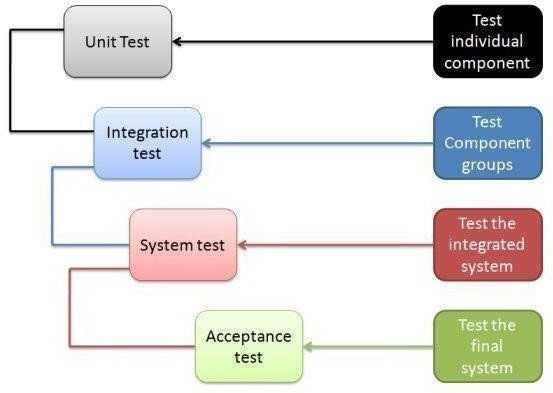 Unit Test
Test
individual
component
Integration
test
Test
Component
groups
System test
Test the
integrated
system
Acceptance
test
Test the
final
system